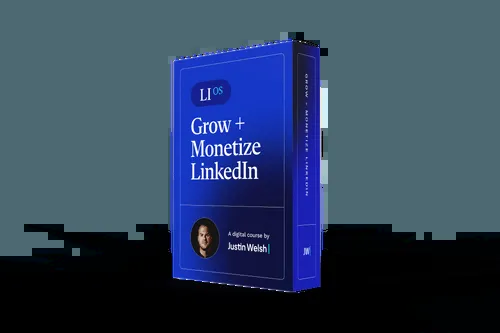 LI OS
Grow +
Monetize
LinkedIn
A digital course by
Justin Welsh
GROW + MONETIZE LINKEDIN
JW